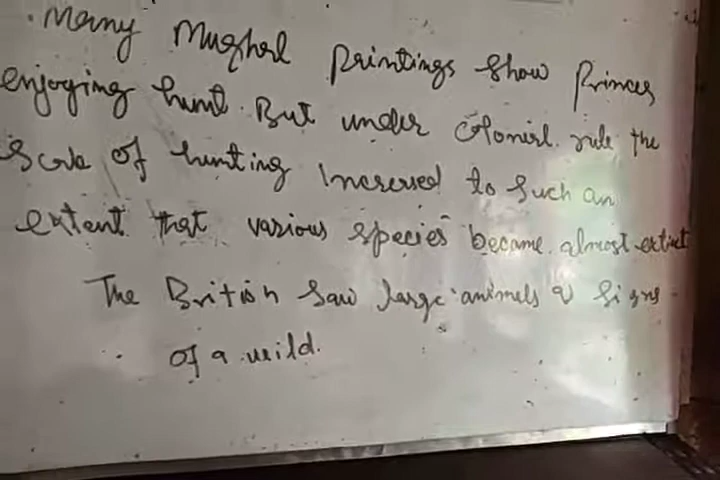 Many Mughal Paintings show Princes
enjoying hunt. But under Colonial rule the
Scale of hunting Increased to such an
extent that various species became almost extinct
The British saw large animals as signs
of a wild.